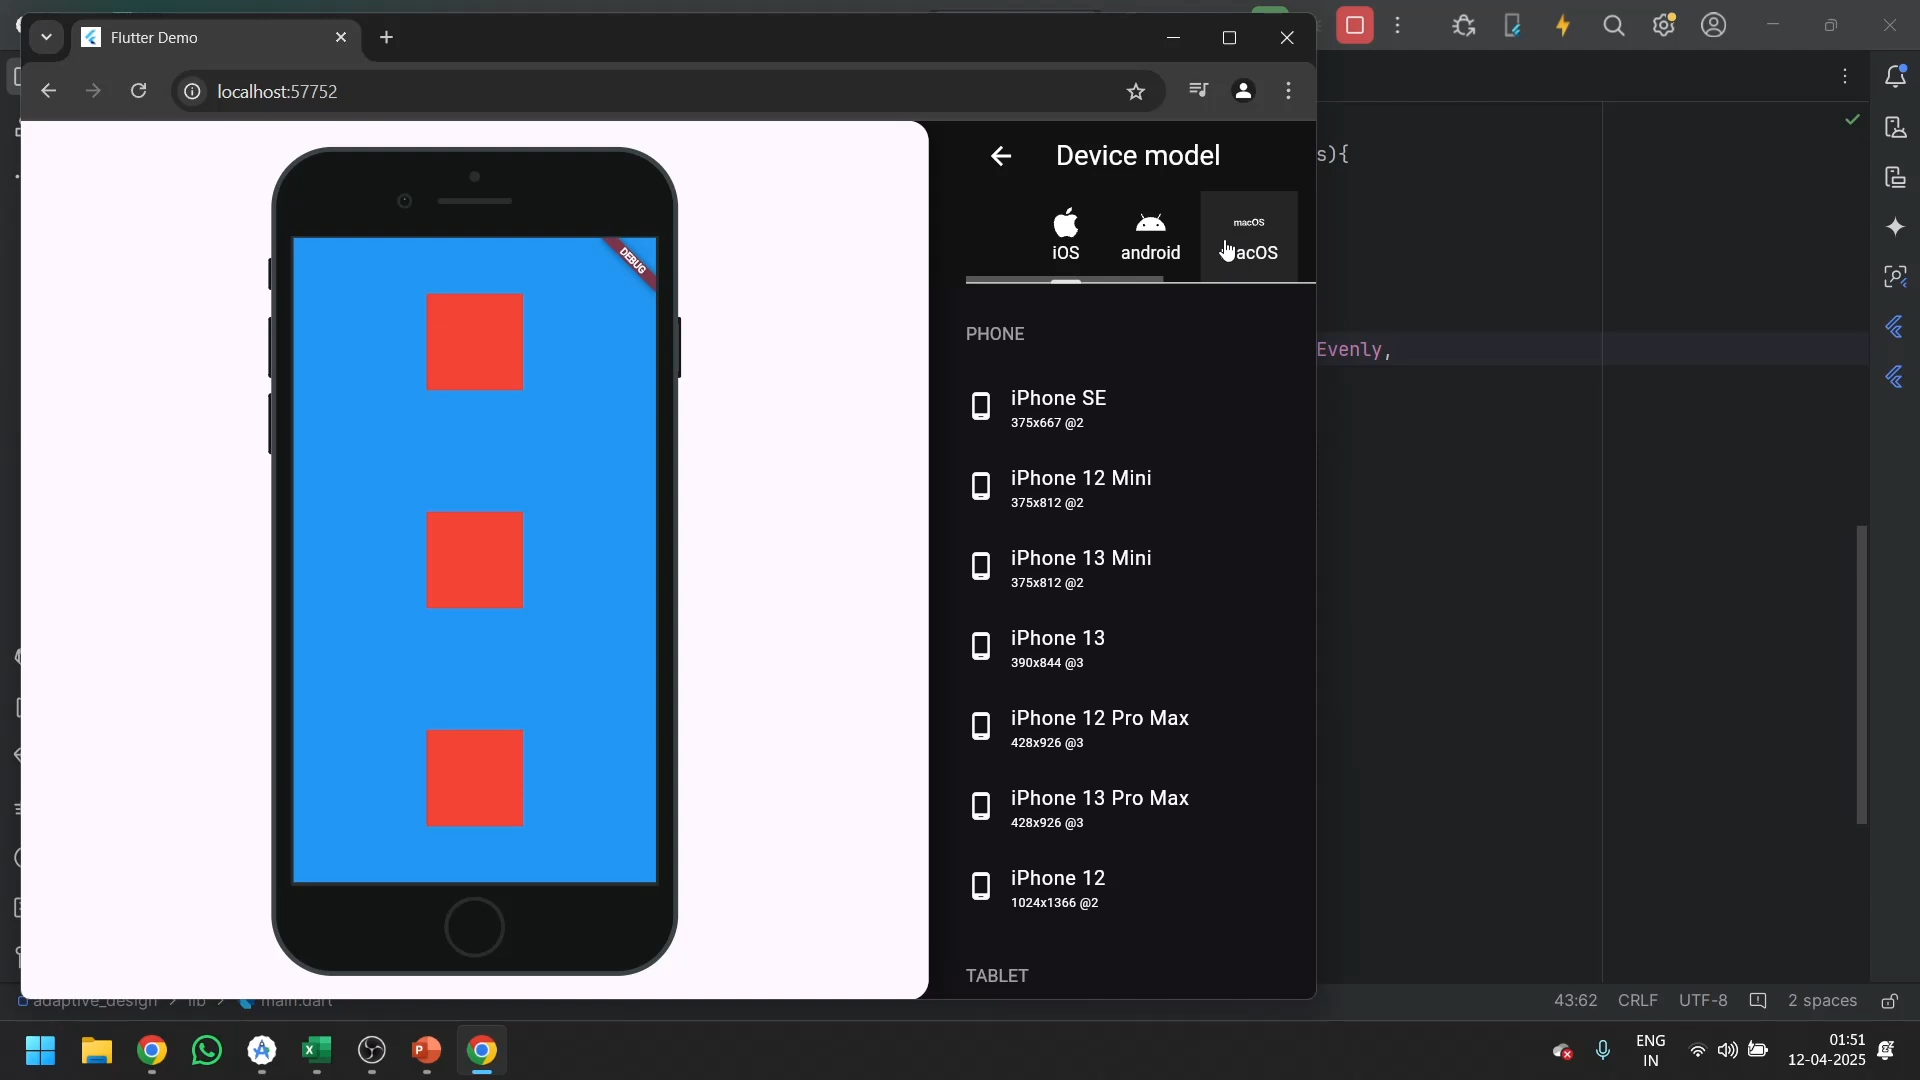 Flutter Demo
localhost:57752
Device model
iOS
android
macOS
acOS
s){
DEBUG
PHONE
Evenly,
iPhone SE
375x667 @2
iPhone 12 Mini
375x812 @2
iPhone 13 Mini
375x812 @2
iPhone 13
390x844 @3
iPhone 12 Pro Max
428x926 @3
iPhone 13 Pro Max
428x926 @3
iPhone 12
1024x1366 @2
TABLET
adaptive_design > lib > main.dart
43:62 CRLF UTF-8 2 spaces
ENG
IN
01:51
12-04-2025